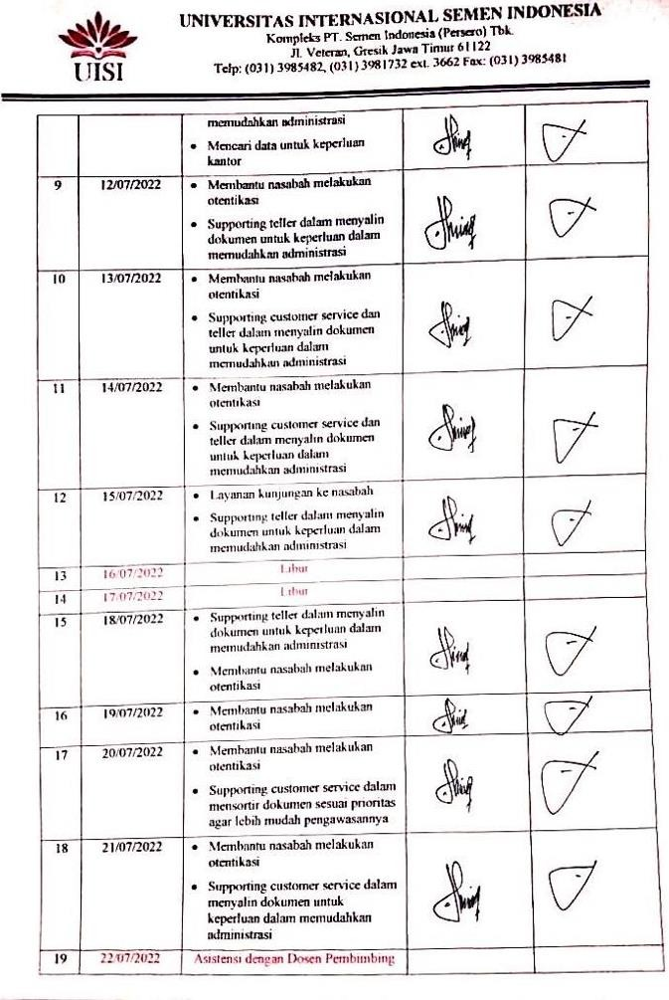 UNIVERSITAS INTERNASIONAL SEMEN INDONESIA
Kompleks PT. Semen Indonesia (Persero) Tbk.
Jl. Veteran, Gresik Jawa Timur 61122
Telp: (031) 3985482, (031) 3981732 ext. 3662 Fax: (031) 3985481
UISI
memudahkan administrasi
• Mencari data untuk keperluan
kantor
9 12/07/2022 • Membantu nasabah melakukan
otentikasi
• Supporting teller dalam menyalin
dokumen untuk keperluan dalam
memudahkan administrasi
10 13/07/2022 • Membantu nasabah melakukan
otentikasi
• Supporting customer service dan
teller dalam menyalin dokumen
untuk keperluan dalam
memudahkan administrasi
11 14/07/2022 • Membantu nasabah melakukan
otentikasi
• Supporting customer service dan
teller dalam menyalin dokumen
untuk keperluan dalam
memudahkan administrasi
12 15/07/2022 • Layanan kunjungan ke nasabah
• Supporting teller dalam menyalin
dokumen untuk keperluan dalam
memudahkan administrasi
13 16/07/2022 Libur
14 17/07/2022 Libur
15 18/07/2022 • Supporting teller dalam menyalin
dokumen untuk keperluan dalam
memudahkan administrasi
• Membantu nasabah melakukan
otentikasi
16 19/07/2022 • Membantu nasabah melakukan
otentikasi
17 20/07/2022 • Membantu nasabah melakukan
otentikasi
• Supporting customer service dalam
mensortir dokumen sesuai prioritas
agar lebih mudah pengawasannya
18 21/07/2022 • Membantu nasabah melakukan
otentikasi
• Supporting customer service dalam
menyalin dokumen untuk
keperluan dalam memudahkan
administrasi
19 22/07/2022 Asistensi dengan Dosen Pembimbing